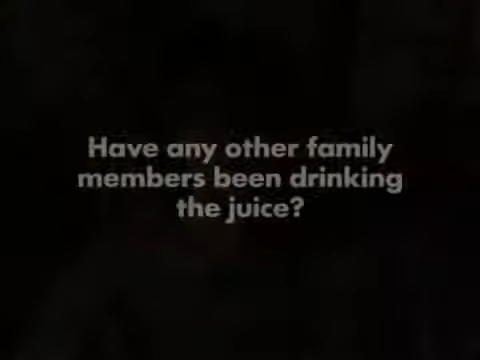 Have any other family
members been drinking
the juice?